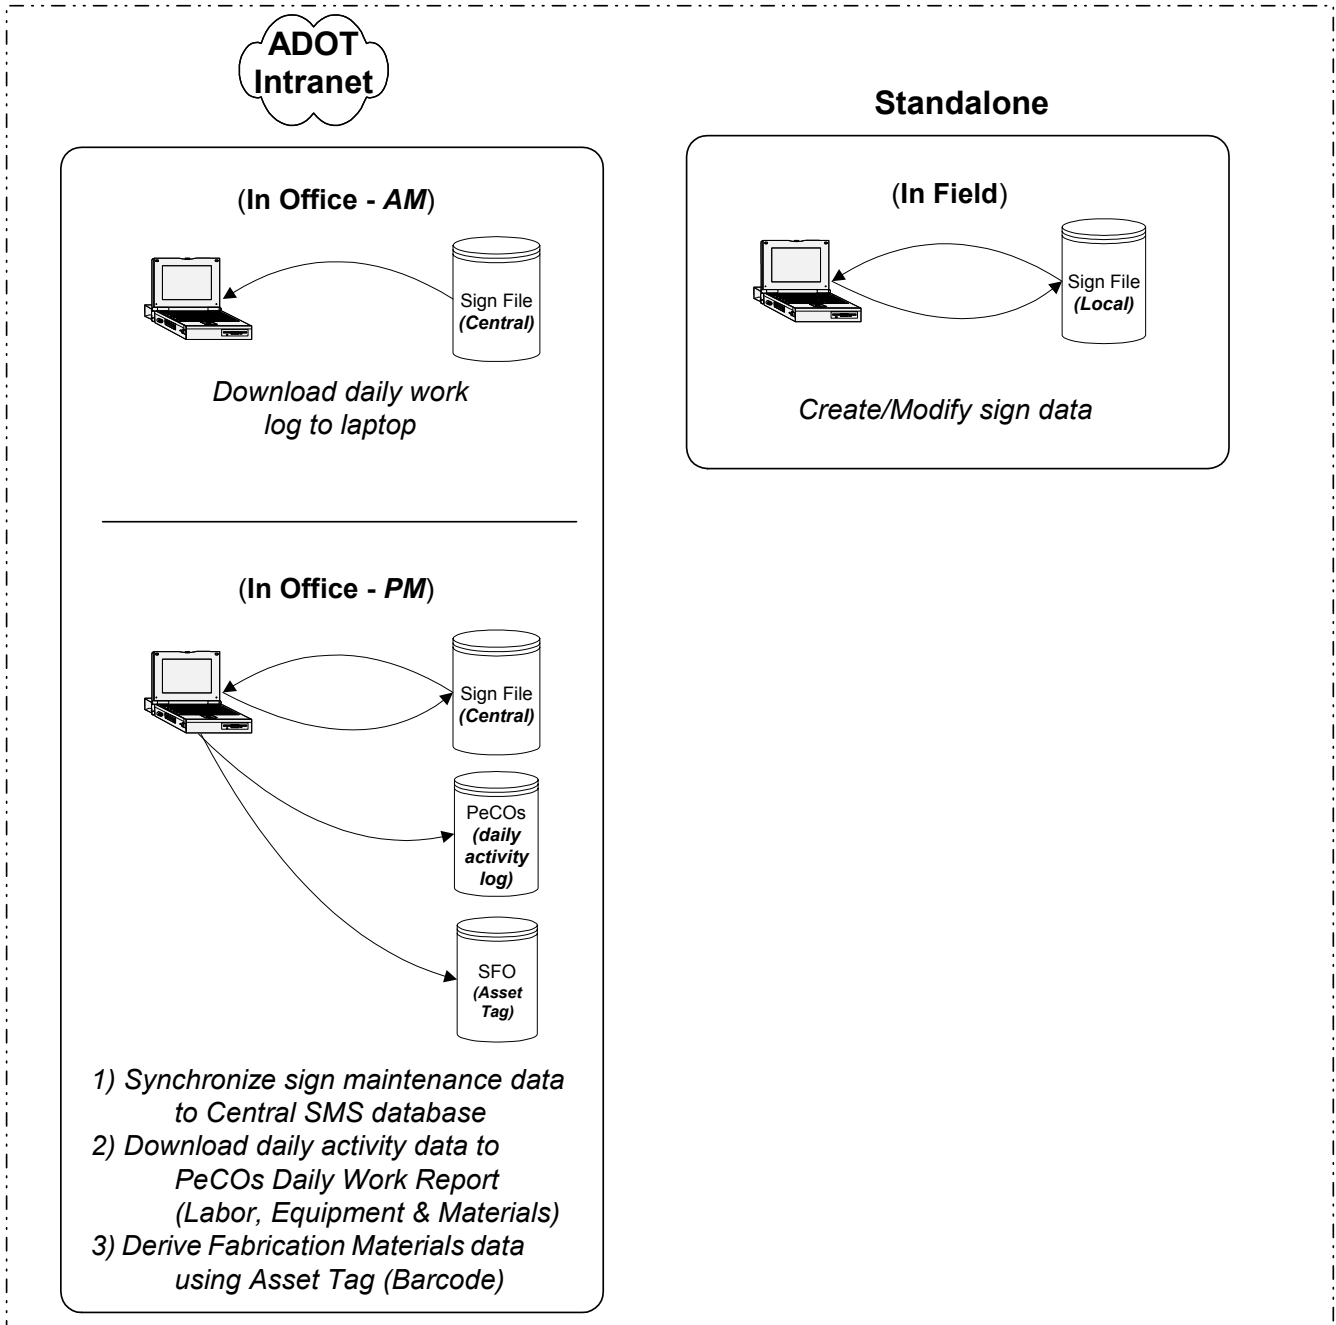 ADOT
Intranet
(In Office - AM)
Sign File
(Central)
Download daily work
log to laptop
(In Office - PM)
Sign File
(Central)
PeCOs
(daily
activity
log)
SFO
(Asset
Tag)
1) Synchronize sign maintenance data
to Central SMS database
2) Download daily activity data to
PeCOs Daily Work Report
(Labor, Equipment & Materials)
3) Derive Fabrication Materials data
using Asset Tag (Barcode)
Standalone
(In Field)
Sign File
(Local)
Create/Modify sign data